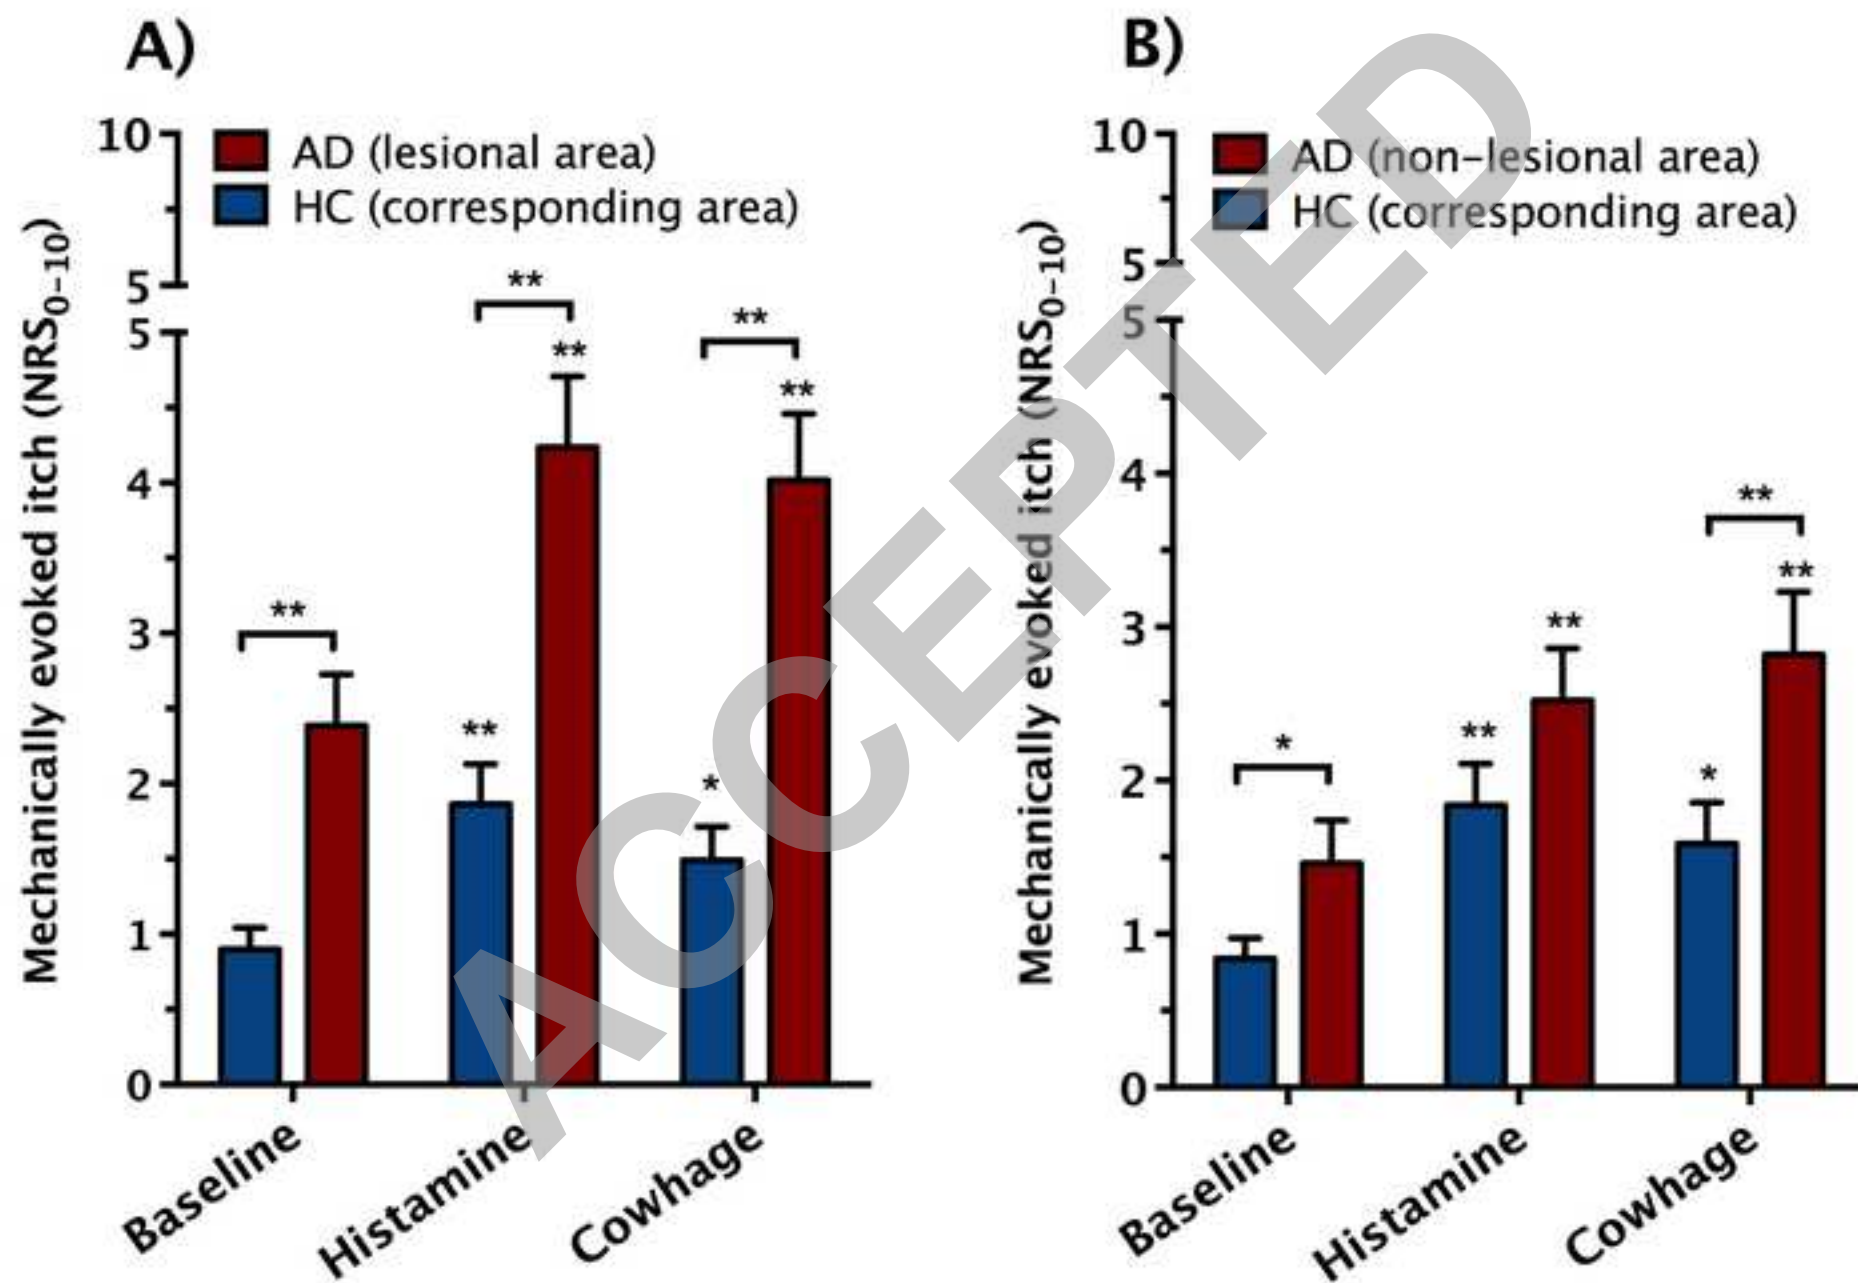 A)
10
AD (lesional area)
HC (corresponding area)
5
**
**
5
**
**
4
**
3
**
2
*
1
0
Mechanically evoked itch (NRS0-10)
Baseline
Histamine
Cowhage
B)
10
AD (non-lesional area)
HC (corresponding area)
5
5
4
**
**
3
**
**
*
2
*
1
0
Mechanically evoked itch (NRS0-10)
Baseline
Histamine
Cowhage
ACCEPTED